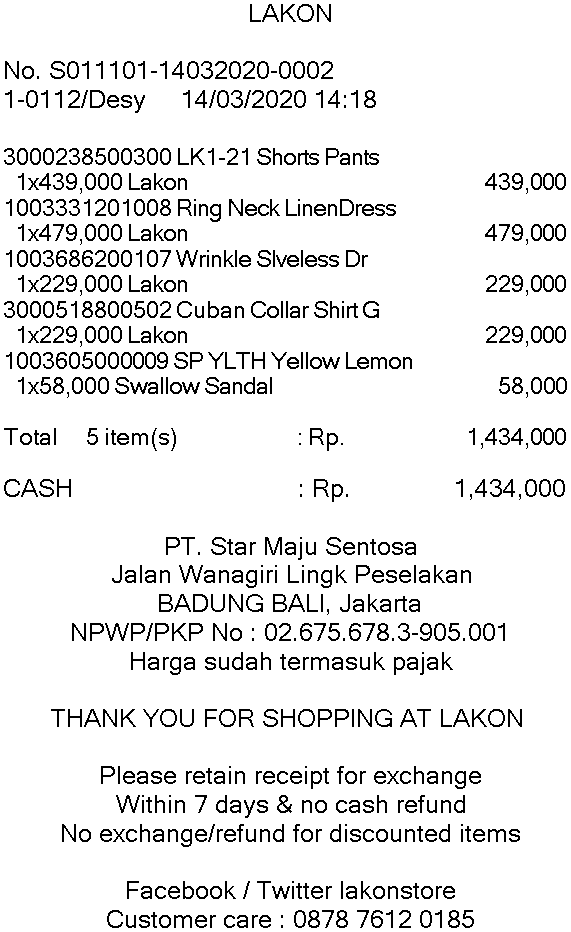 LAKON
No. S011101-14032020-0002
1-0112/Desy 14/03/2020 14:18
3000238500300 LK1-21 Shorts Pants
1x439,000 Lakon 439,000
1003331201008 Ring Neck LinenDress
1x479,000 Lakon 479,000
1003686200107 Wrinkle Slveless Dr
1x229,000 Lakon 229,000
3000518800502 Cuban Collar Shirt G
1x229,000 Lakon 229,000
1003605000009 SP YLTH Yellow Lemon
1x58,000 Swallow Sandal 58,000
Total 5 item(s) : Rp. 1,434,000
CASH : Rp. 1,434,000
PT. Star Maju Sentosa
Jalan Wanagiri Lingk Peselakan
BADUNG BALI, Jakarta
NPWP/PKP No : 02.675.678.3-905.001
Harga sudah termasuk pajak
THANK YOU FOR SHOPPING AT LAKON
Please retain receipt for exchange
Within 7 days & no cash refund
No exchange/refund for discounted items
Facebook / Twitter lakonstore
Customer care : 0878 7612 0185